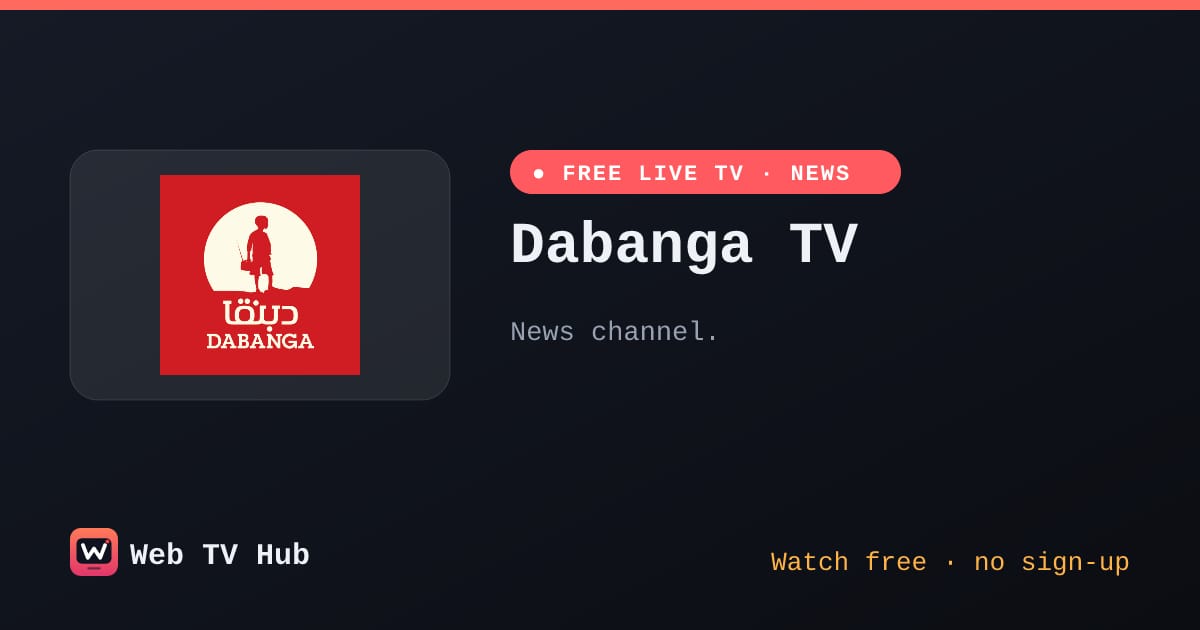 دبنقا
DABANGA
● FREE LIVE TV · NEWS
Dabanga TV
News channel.
Web TV Hub
Watch free · no sign-up